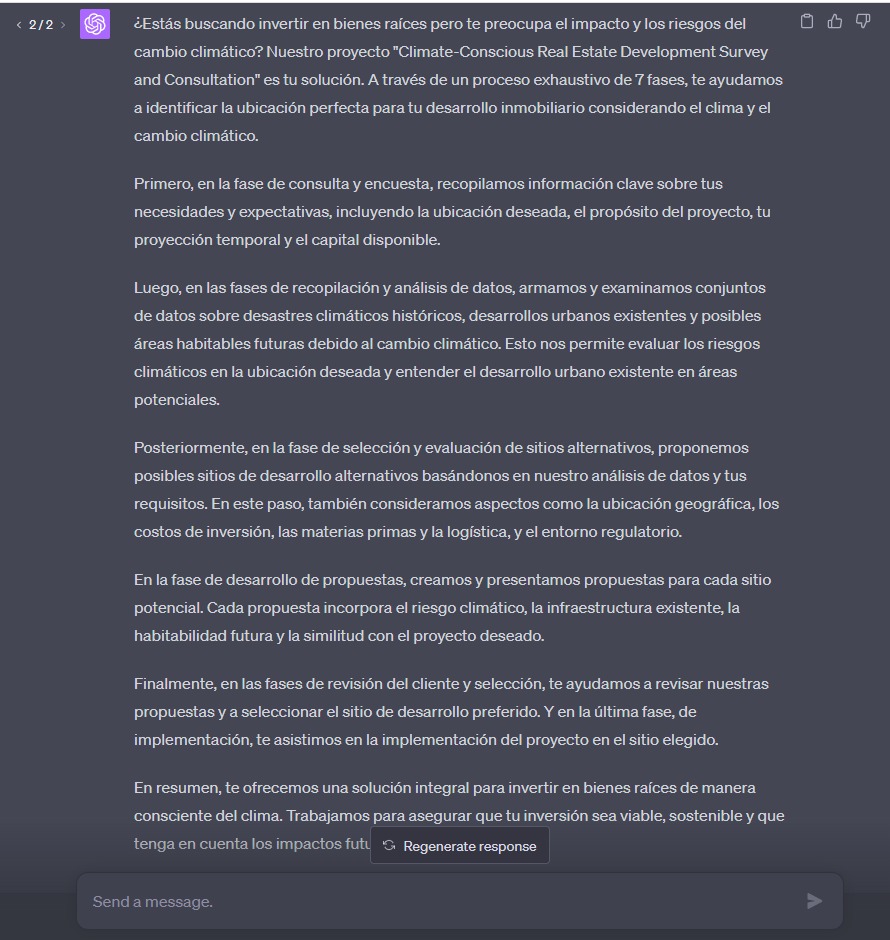 2/2
¿Estás buscando invertir en bienes raíces pero te preocupa el impacto y los riesgos del
cambio climático? Nuestro proyecto "Climate-Conscious Real Estate Development Survey
and Consultation" es tu solución. A través de un proceso exhaustivo de 7 fases, te ayudamos
a identificar la ubicación perfecta para tu desarrollo inmobiliario considerando el clima y el
cambio climático.
Primero, en la fase de consulta y encuesta, recopilamos información clave sobre tus
necesidades y expectativas, incluyendo la ubicación deseada, el propósito del proyecto, tu
proyección temporal y el capital disponible.
Luego, en las fases de recopilación y análisis de datos, armamos y examinamos conjuntos
de datos sobre desastres climáticos históricos, desarrollos urbanos existentes y posibles
áreas habitables futuras debido al cambio climático. Esto nos permite evaluar los riesgos
climáticos en la ubicación deseada y entender el desarrollo urbano existente en áreas
potenciales.
Posteriormente, en la fase de selección y evaluación de sitios alternativos, proponemos
posibles sitios de desarrollo alternativos basándonos en nuestro análisis de datos y tus
requisitos. En este paso, también consideramos aspectos como la ubicación geográfica, los
costos de inversión, las materias primas y la logística, y el entorno regulatorio.
En la fase de desarrollo de propuestas, creamos y presentamos propuestas para cada sitio
potencial. Cada propuesta incorpora el riesgo climático, la infraestructura existente, la
habitabilidad futura y la similitud con el proyecto deseado.
Finalmente, en las fases de revisión del cliente y selección, te ayudamos a revisar nuestras
propuestas y a seleccionar el sitio de desarrollo preferido. Y en la última fase, de
implementación, te asistimos en la implementación del proyecto en el sitio elegido.
En resumen, te ofrecemos una solución integral para invertir en bienes raíces de manera
consciente del clima. Trabajamos para asegurar que tu inversión sea viable, sostenible y que
tenga en cuenta los impactos
Regenerate response
Send a message.